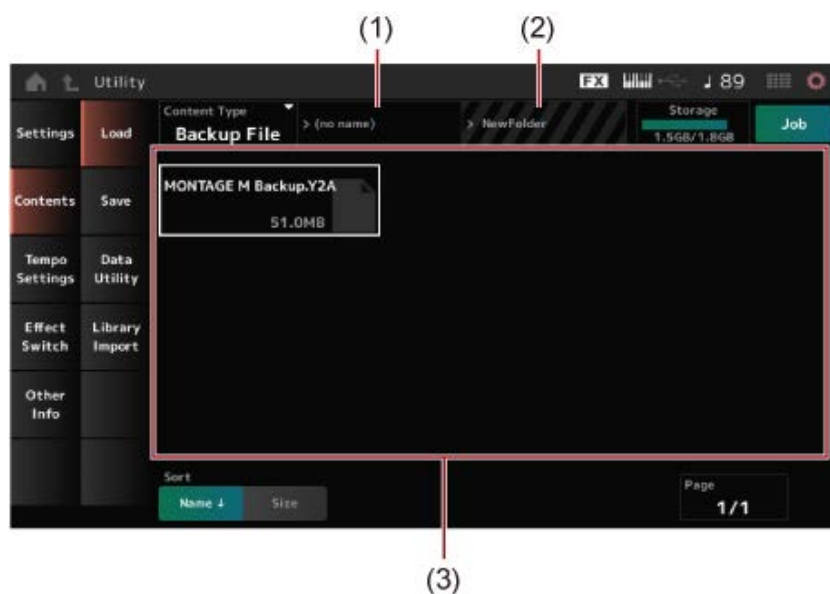 (1)
(2)
Utility
FX
89
Settings
Load
Content Type
Backup File
> (no name)
> NewFolder
Storage
1.5GB/1.8GB
Job
Contents
Save
MONTAGE M Backup.Y2A
51.0MB
Tempo
Settings
Data
Utility
Effect
Switch
Library
Import
Other
Info
Sort
Name ↓
Size
Page
1/1
(3)